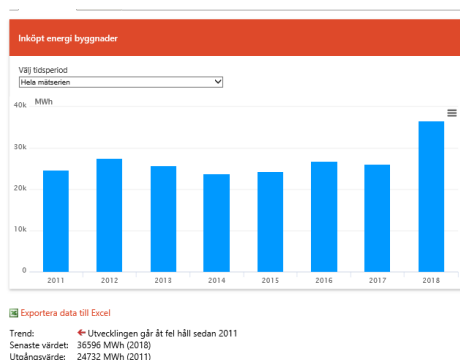 Inköpt energi byggnader
Välj tidsperiod
Hela mätserien
MWh
40k
30k
20k
10k
0
2011 2012 2013 2014 2015 2016 2017 2018
Exportera data till Excel
Trend: Utvecklingen går åt fel håll sedan 2011
Senaste värdet: 36596 MWh (2018)
Utgångsvärde: 24732 MWh (2011)